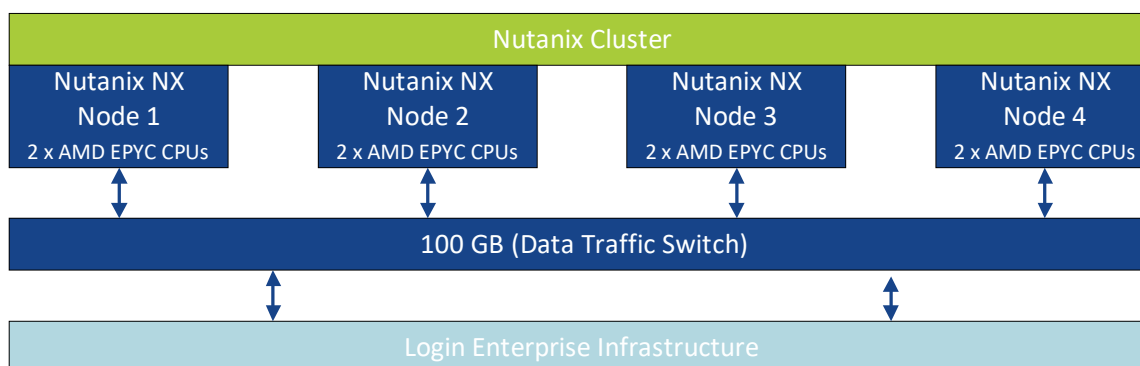 Nutanix Cluster
Nutanix NX
Node 1
2 x AMD EPYC CPUs
Nutanix NX
Node 2
2 x AMD EPYC CPUs
Nutanix NX
Node 3
2 x AMD EPYC CPUs
Nutanix NX
Node 4
2 x AMD EPYC CPUs
100 GB (Data Traffic Switch)
Login Enterprise Infrastructure